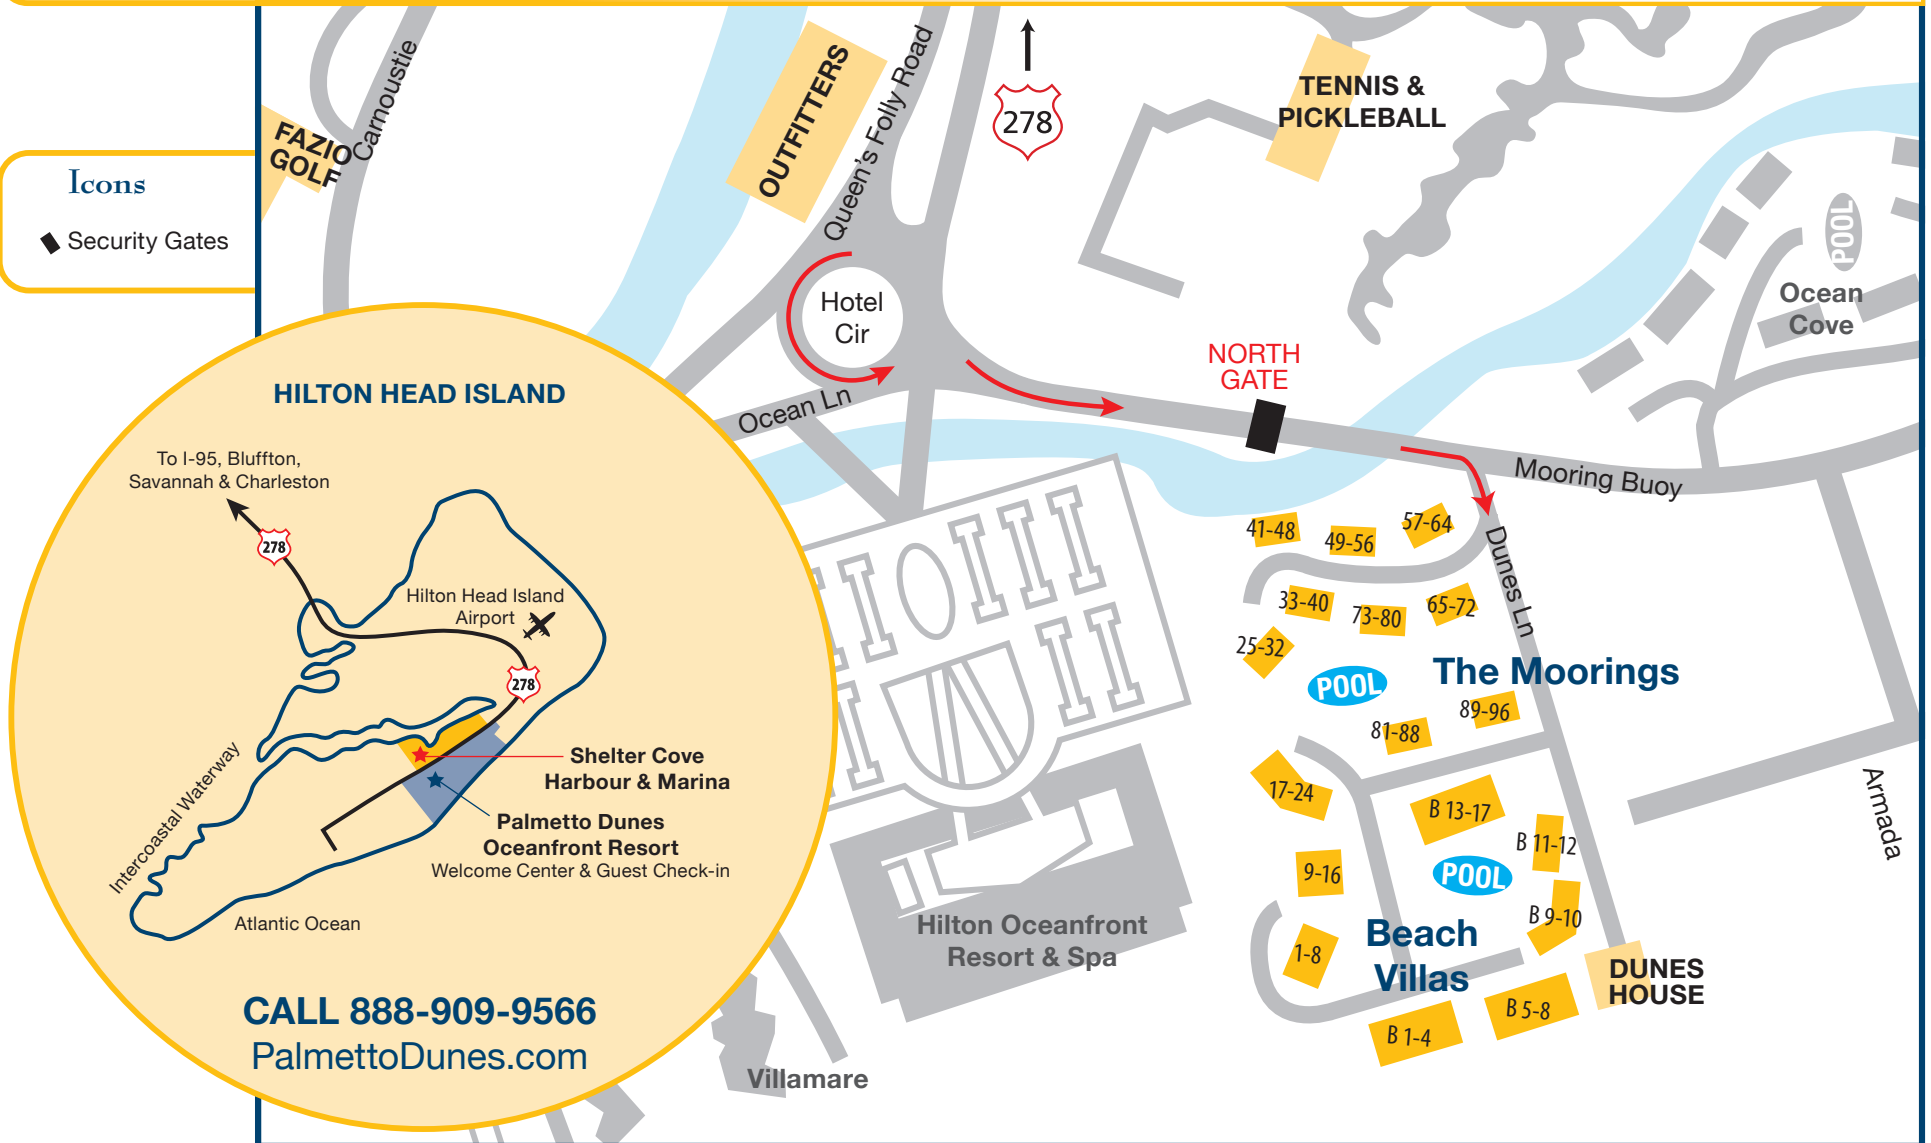 Icons
Security Gates
FAZIO
GOLF
Carnoustie
OUTFITTERS
Queen's Folly Road
278
TENNIS &
PICKLEBALL
POOL
Ocean
Cove
Hotel
Cir
Ocean Ln
NORTH
GATE
Mooring Buoy
Dunes Ln
Armada
41-48
49-56
57-64
33-40
73-80
65-72
25-32
POOL
The Moorings
89-96
81-88
17-24
B 13-17
B 11-12
9-16
POOL
B 9-10
1-8
Beach
Villas
DUNES
HOUSE
B 5-8
B 1-4
Hilton Oceanfront
Resort & Spa
Villamare
HILTON HEAD ISLAND
To I-95, Bluffton,
Savannah & Charleston
278
Hilton Head Island
Airport
278
Shelter Cove
Harbour & Marina
Palmetto Dunes
Oceanfront Resort
Welcome Center & Guest Check-in
Intercoastal Waterway
Atlantic Ocean
CALL 888-909-9566
PalmettoDunes.com